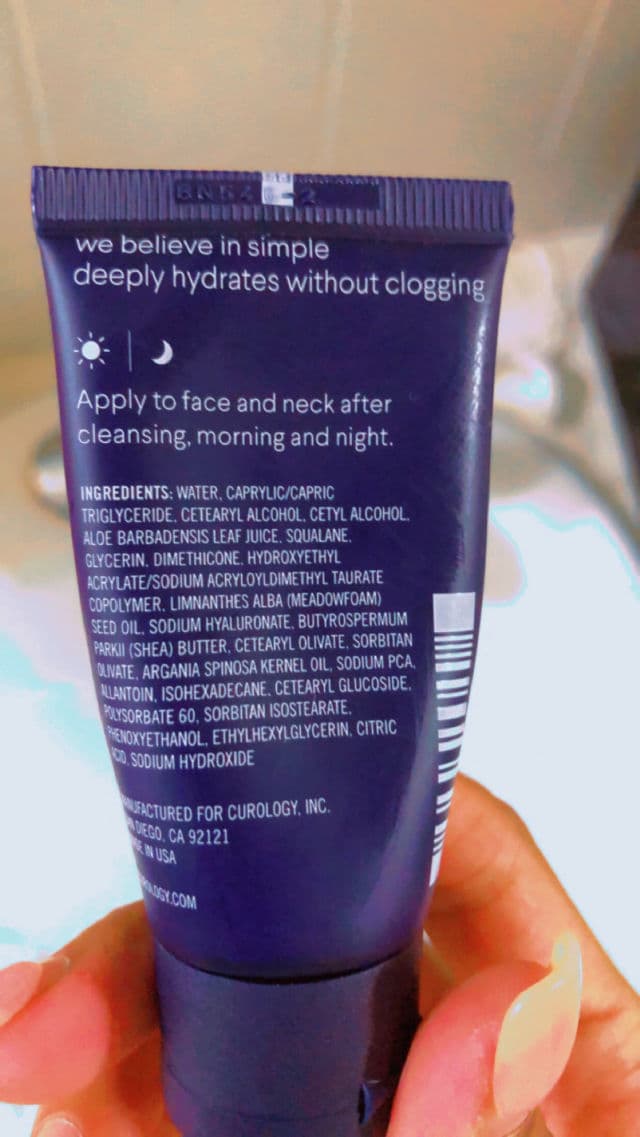 we believe in simple
deeply hydrates without clogging
Apply to face and neck after
cleansing, morning and night.
INGREDIENTS: WATER, CAPRYLIC/CAPRIC
TRIGLYCERIDE, CETEARYL ALCOHOL, CETYL ALCOHOL,
ALOE BARBADENSIS LEAF JUICE, SQUALANE,
GLYCERIN, DIMETHICONE, HYDROXYETHYL
ACRYLATE/SODIUM ACRYLOYLDIMETHYL TAURATE
COPOLYMER, LIMNANTHES ALBA (MEADOWFOAM)
SEED OIL, SODIUM HYALURONATE, BUTYROSPERMUM
PARKII (SHEA) BUTTER, CETEARYL OLIVATE, SORBITAN
OLIVATE, ARGANIA SPINOSA KERNEL OIL, SODIUM PCA,
ALLANTOIN, ISOHEXADECANE, CETEARYL GLUCOSIDE,
POLYSORBATE 60, SORBITAN ISOSTEARATE,
PHENOXYETHANOL, ETHYLHEXYLGLYCERIN, CITRIC
ACID, SODIUM HYDROXIDE
MANUFACTURED FOR CUROLOGY, INC.
SAN DIEGO, CA 92121
MADE IN USA
CUROLOGY.COM